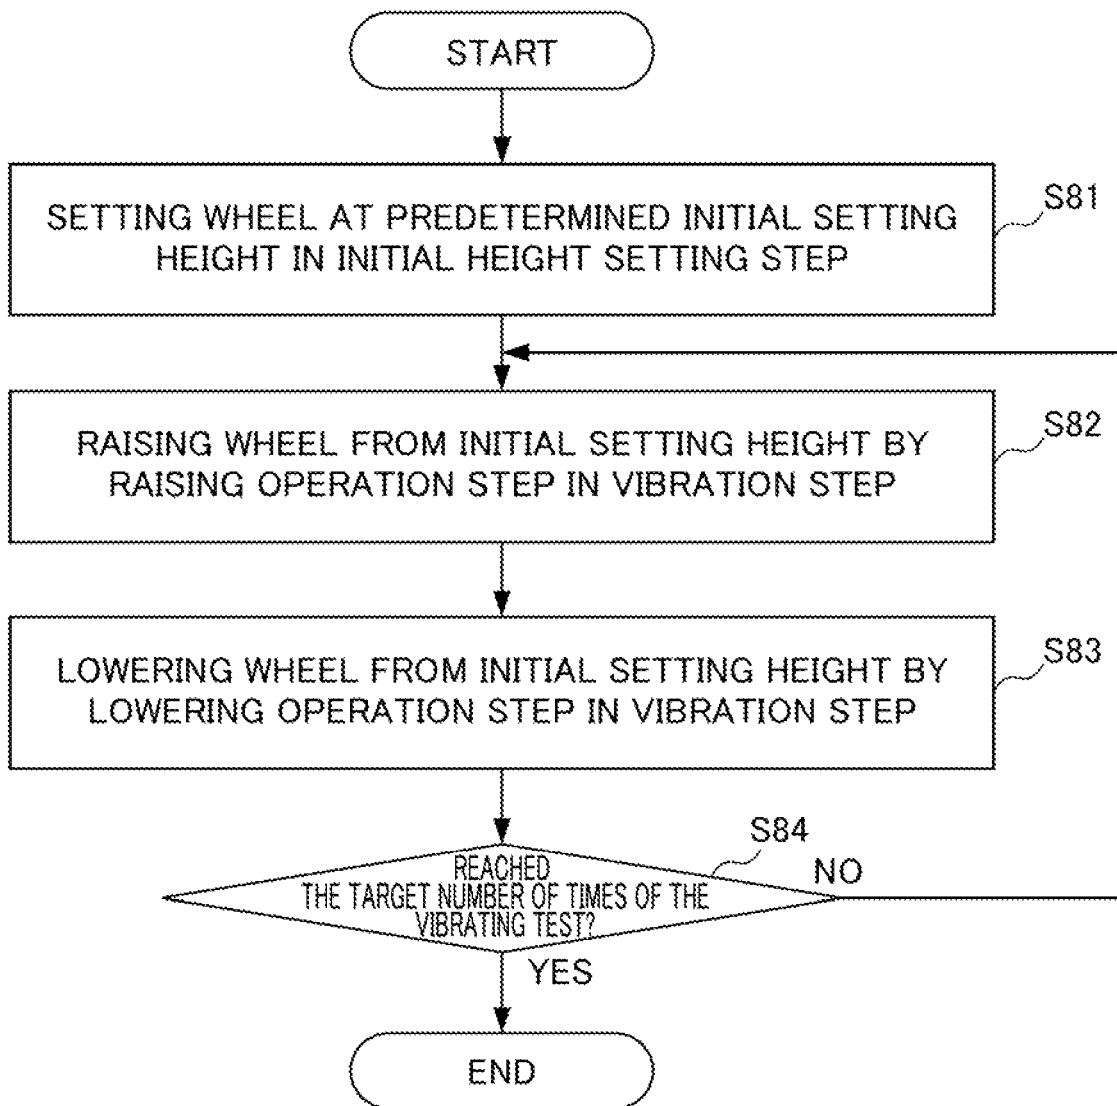 START
SETTING WHEEL AT PREDETERMINED INITIAL SETTING
HEIGHT IN INITIAL HEIGHT SETTING STEP
S81
RAISING WHEEL FROM INITIAL SETTING HEIGHT BY
RAISING OPERATION STEP IN VIBRATION STEP
S82
LOWERING WHEEL FROM INITIAL SETTING HEIGHT BY
LOWERING OPERATION STEP IN VIBRATION STEP
S83
S84
REACHED
THE TARGET NUMBER OF TIMES OF THE
VIBRATING TEST?
NO
YES
END